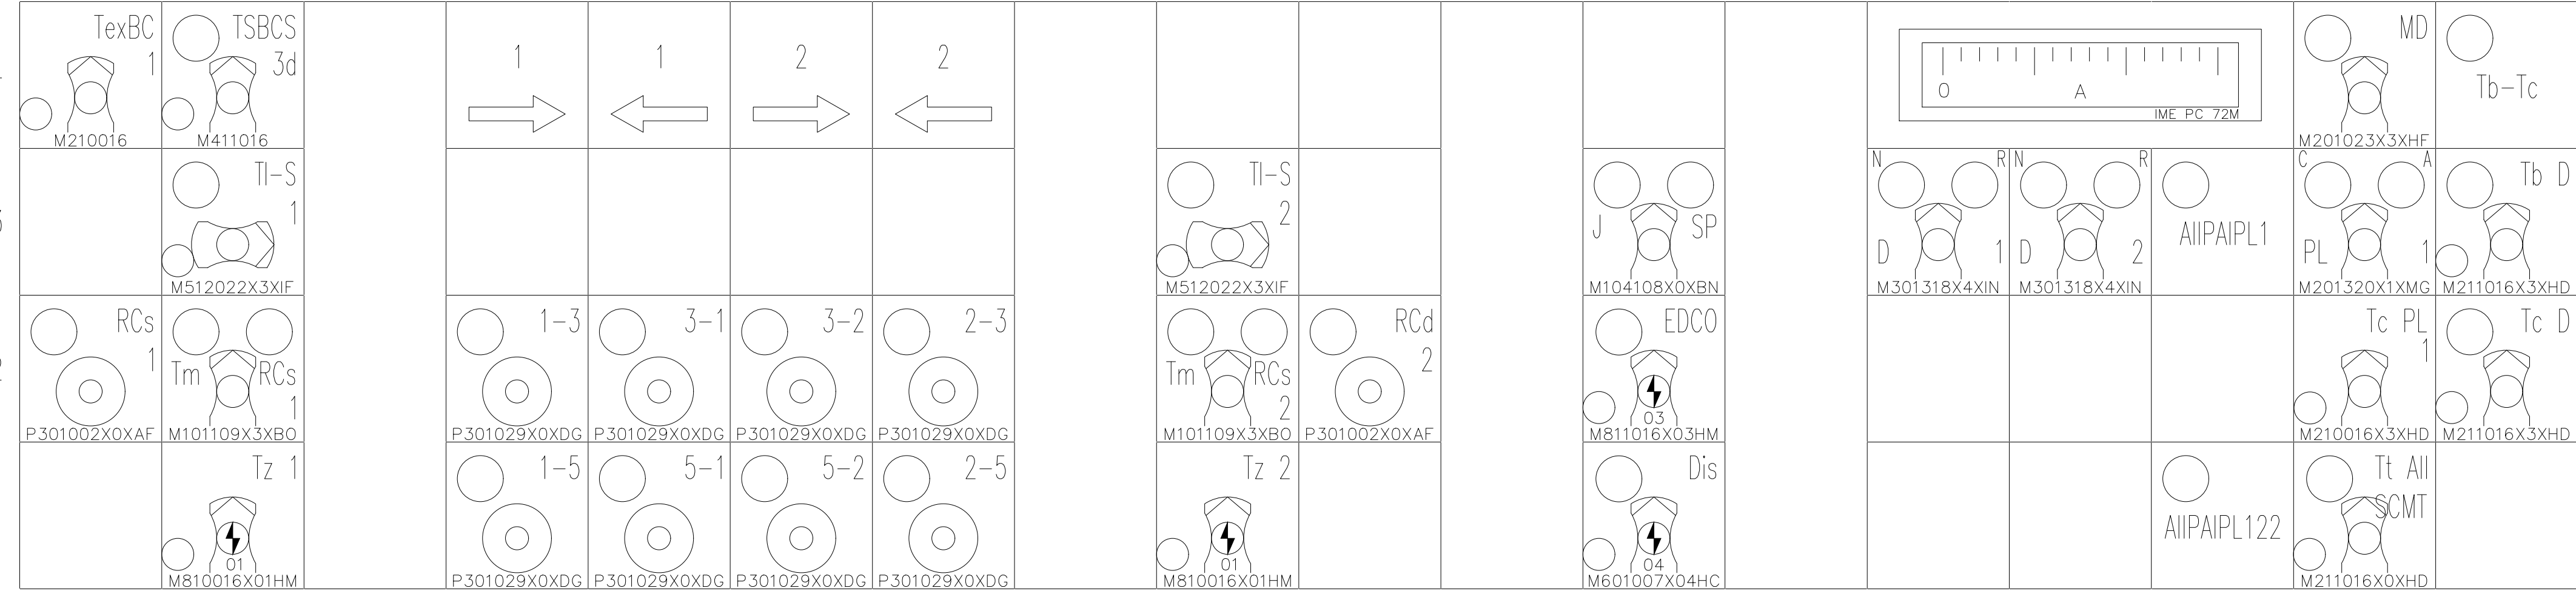 TexBC
1
M210016
TSBCS
3d
M411016
1
1
2
2
O A
IME PC 72M
MD
M201023X3XHF
Tb-Tc
TI-S
1
M512022X3XIF
TI-S
2
M512022X3XIF
J SP
M104108X0XBN
N R
D 1
M301318X4XIN
N R
D 2
M301318X4XIN
AIIPAIPL1
C A
PL 1
M201320X1XMG
Tb D
M211016X3XHD
RCs
1
P301002X0XAF
Tm RCs
1
M101109X3XBO
1-3
P301029X0XDG
3-1
P301029X0XDG
3-2
P301029X0XDG
2-3
P301029X0XDG
Tm RCs
2
M101109X3XBO
RCd
2
P301002X0XAF
EDCO
03
M811016X03HM
Tc PL
1
M210016X3XHD
Tc D
M211016X3XHD
Tz 1
01
M810016X01HM
1-5
P301029X0XDG
5-1
P301029X0XDG
5-2
P301029X0XDG
2-5
P301029X0XDG
Tz 2
01
M810016X01HM
Dis
04
M601007X04HC
AIIPAIPL122
Tt All
SCMT
M211016X0XHD